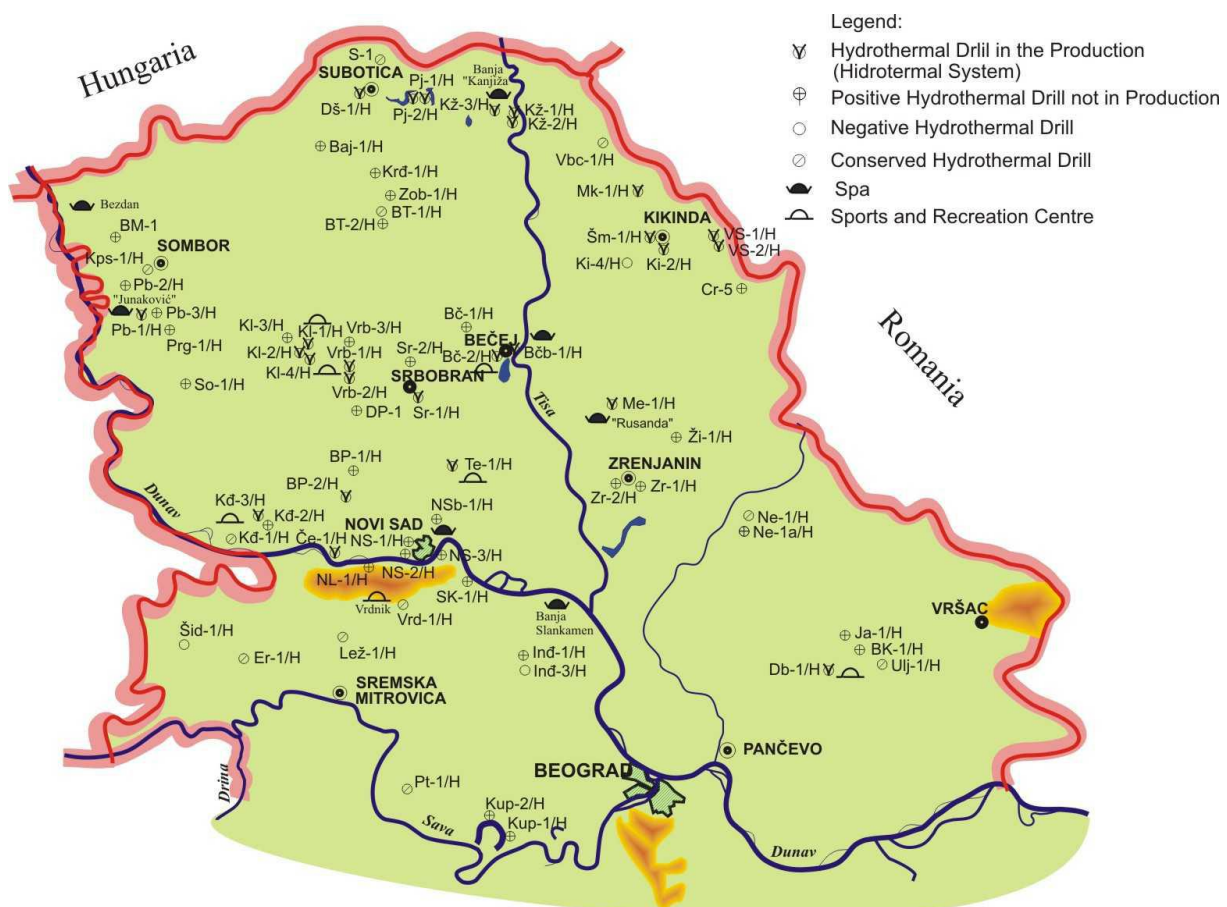 Legend:
Hydrothermal Drlil in the Production
(Hidrotermal System)
Positive Hydrothermal Drill not in Production
Negative Hydrothermal Drill
Conserved Hydrothermal Drill
Spa
Sports and Recreation Centre
Hungaria
Romania
S-1
SUBOTICA
Dš-1/H
Pj-1/H
Pj-2/H
Banja
"Kanjiža"
Kž-3/H
Kž-1/H
Kž-2/H
Baj-1/H
Vbc-1/H
Krđ-1/H
Zob-1/H
Mk-1/H
BT-1/H
BT-2/H
Bezdan
BM-1
SOMBOR
Kps-1/H
Pb-2/H
"Junaković"
Pb-3/H
Pb-1/H
Prg-1/H
KIKINDA
Šm-1/H
VS-1/H
VS-2/H
Ki-4/H
Ki-2/H
Cr-5
Kl-3/H
Kl-1/H
Vrb-3/H
Bč-1/H
Kl-2/H
Vrb-1/H
Sr-2/H
BEČEJ
Bč-2/H
Bčb-1/H
Kl-4/H
SRBOBRAN
So-1/H
Vrb-2/H
Sr-1/H
DP-1
Tisa
Me-1/H
"Rusanda"
Ži-1/H
BP-1/H
Te-1/H
ZRENJANIN
BP-2/H
Zr-2/H
Zr-1/H
Dunav
Kđ-3/H
Kđ-2/H
NSb-1/H
Kđ-1/H
Če-1/H
NOVI SAD
NS-1/H
NS-3/H
NS-2/H
NL-1/H
Ne-1/H
Ne-1a/H
SK-1/H
Vrdnik
Vrd-1/H
Banja
Slankamen
VRŠAC
Šid-1/H
Er-1/H
Lež-1/H
Inđ-1/H
Inđ-3/H
Ja-1/H
BK-1/H
Db-1/H
Ulj-1/H
SREMSKA
MITROVICA
PANČEVO
BEOGRAD
Drina
Pt-1/H
Sava
Kup-2/H
Kup-1/H
Dunav